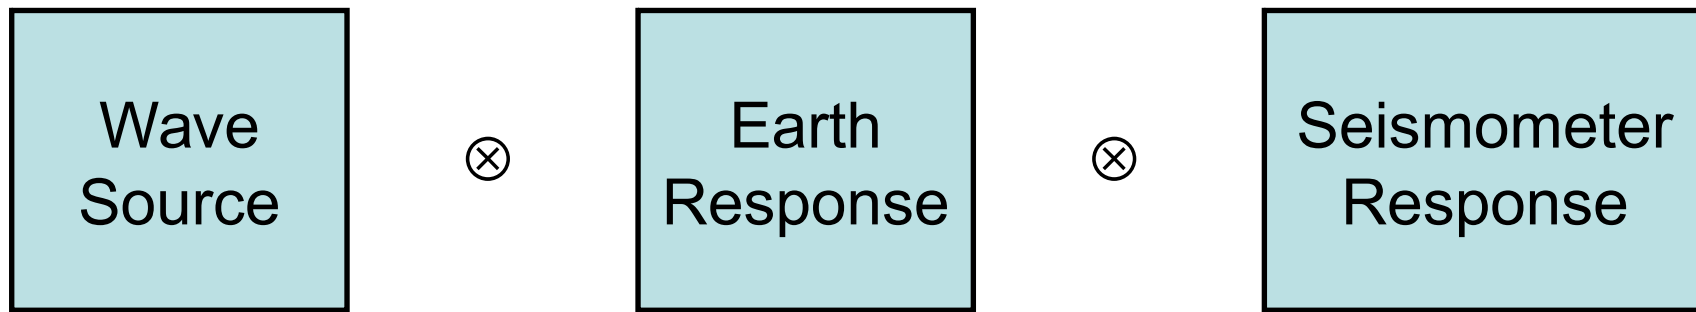 Wave
Source
⊗
Earth
Response
⊗
Seismometer
Response